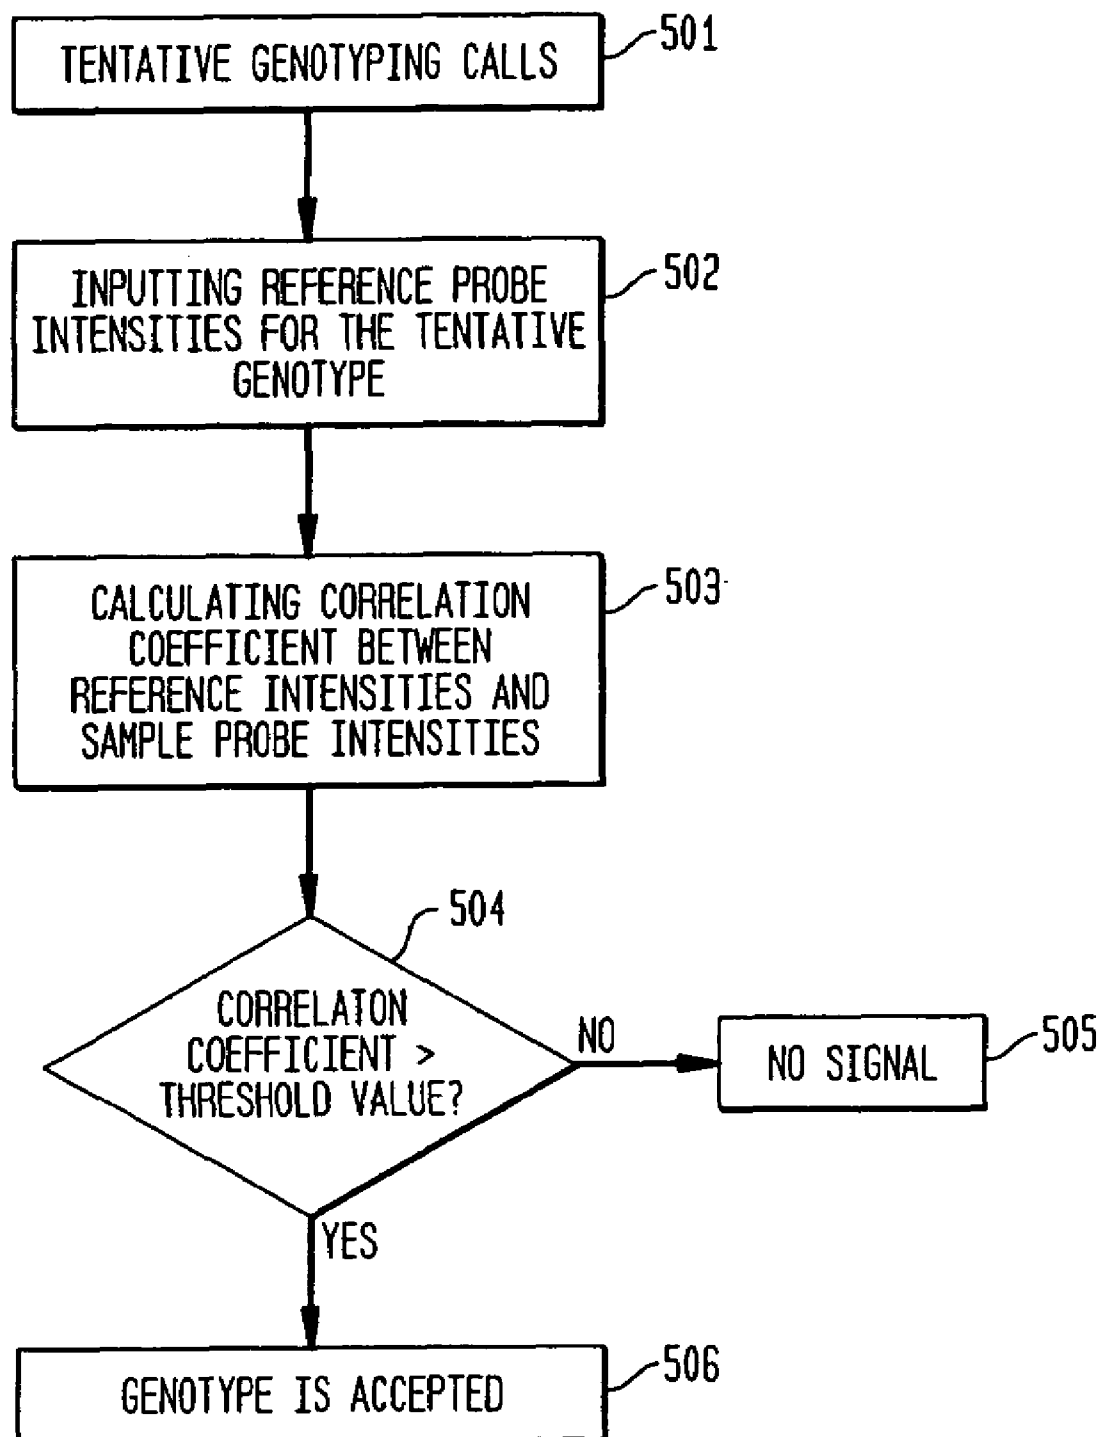 TENTATIVE GENOTYPING CALLS
501
INPUTTING REFERENCE PROBE
INTENSITIES FOR THE TENTATIVE
GENOTYPE
502
CALCULATING CORRELATION
COEFFICIENT BETWEEN
REFERENCE INTENSITIES AND
SAMPLE PROBE INTENSITIES
503
504
CORRELATON
COEFFICIENT >
THRESHOLD VALUE?
NO
NO SIGNAL
505
YES
GENOTYPE IS ACCEPTED
506